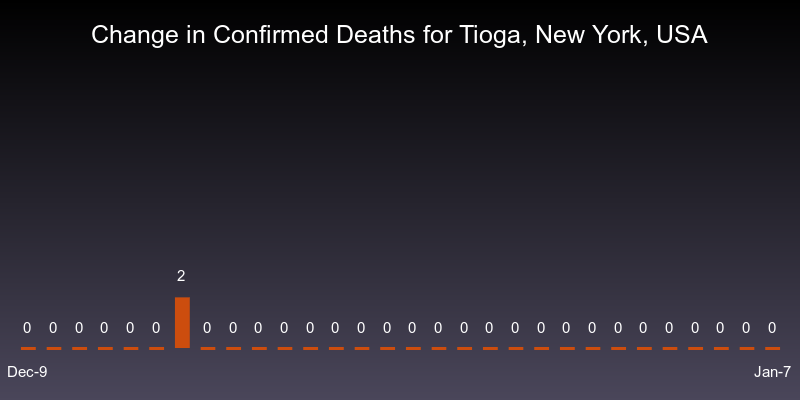 Change in Confirmed Deaths for Tioga, New York, USA
2
0 0 0 0 0 0 0 0 0 0 0 0 0 0 0 0 0 0 0 0 0 0 0 0 0 0 0 0 0
Dec-9 Jan-7